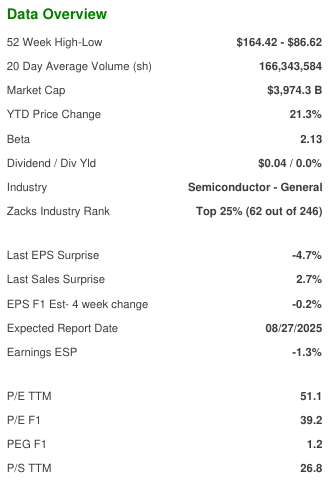 Data Overview
52 Week High-Low $164.42 - $86.62
20 Day Average Volume (sh) 166,343,584
Market Cap $3,974.3 B
YTD Price Change 21.3%
Beta 2.13
Dividend / Div Yld $0.04 / 0.0%
Industry Semiconductor - General
Zacks Industry Rank Top 25% (62 out of 246)
Last EPS Surprise -4.7%
Last Sales Surprise 2.7%
EPS F1 Est- 4 week change -0.2%
Expected Report Date 08/27/2025
Earnings ESP -1.3%
P/E TTM 51.1
P/E F1 39.2
PEG F1 1.2
P/S TTM 26.8